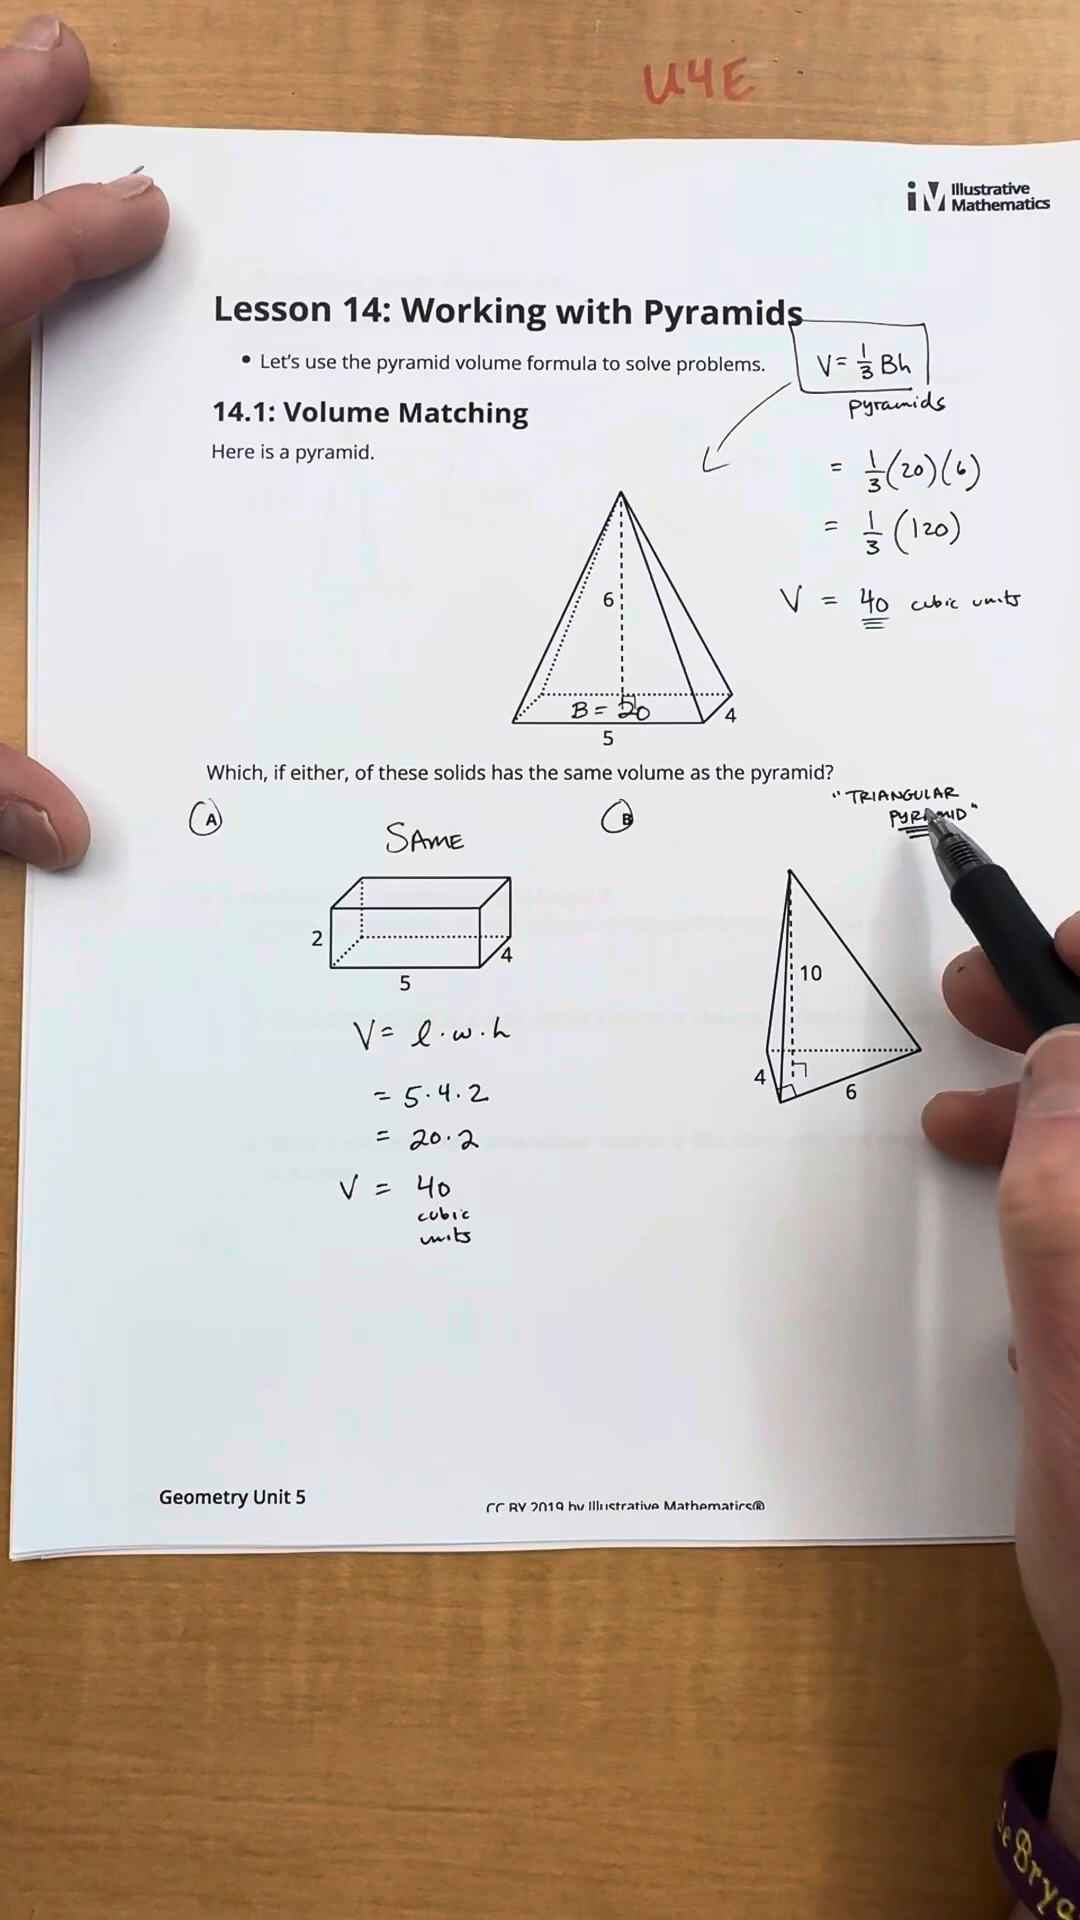 U4E
Illustrative
Mathematics
Lesson 14: Working with Pyramids
• Let's use the pyramid volume formula to solve problems.
V = 1/3 Bh
pyramids
14.1: Volume Matching
Here is a pyramid.
= 1/3 (20)(6)
= 1/3 (120)
V = 40 cubic units
6
B = 20
4
5
Which, if either, of these solids has the same volume as the pyramid?
"TRIANGULAR
PYRAMID"
A
B
SAME
2
4
5
10
4
6
V = l · w · h
= 5 · 4 · 2
= 20 · 2
V = 40
cubic
units
Geometry Unit 5
CC BY 2019 by Illustrative Mathematics®